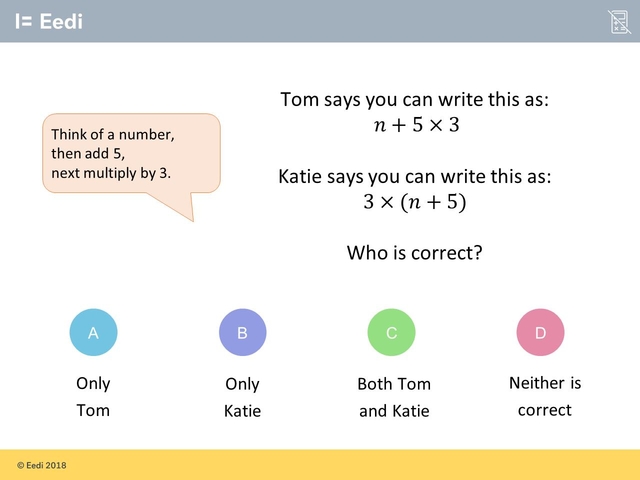 I= Eedi
Think of a number,
then add 5,
next multiply by 3.
Tom says you can write this as:
n + 5 × 3
Katie says you can write this as:
3 × (n + 5)
Who is correct?
A
B
C
D
Only
Tom
Only
Katie
Both Tom
and Katie
Neither is
correct
© Eedi 2018